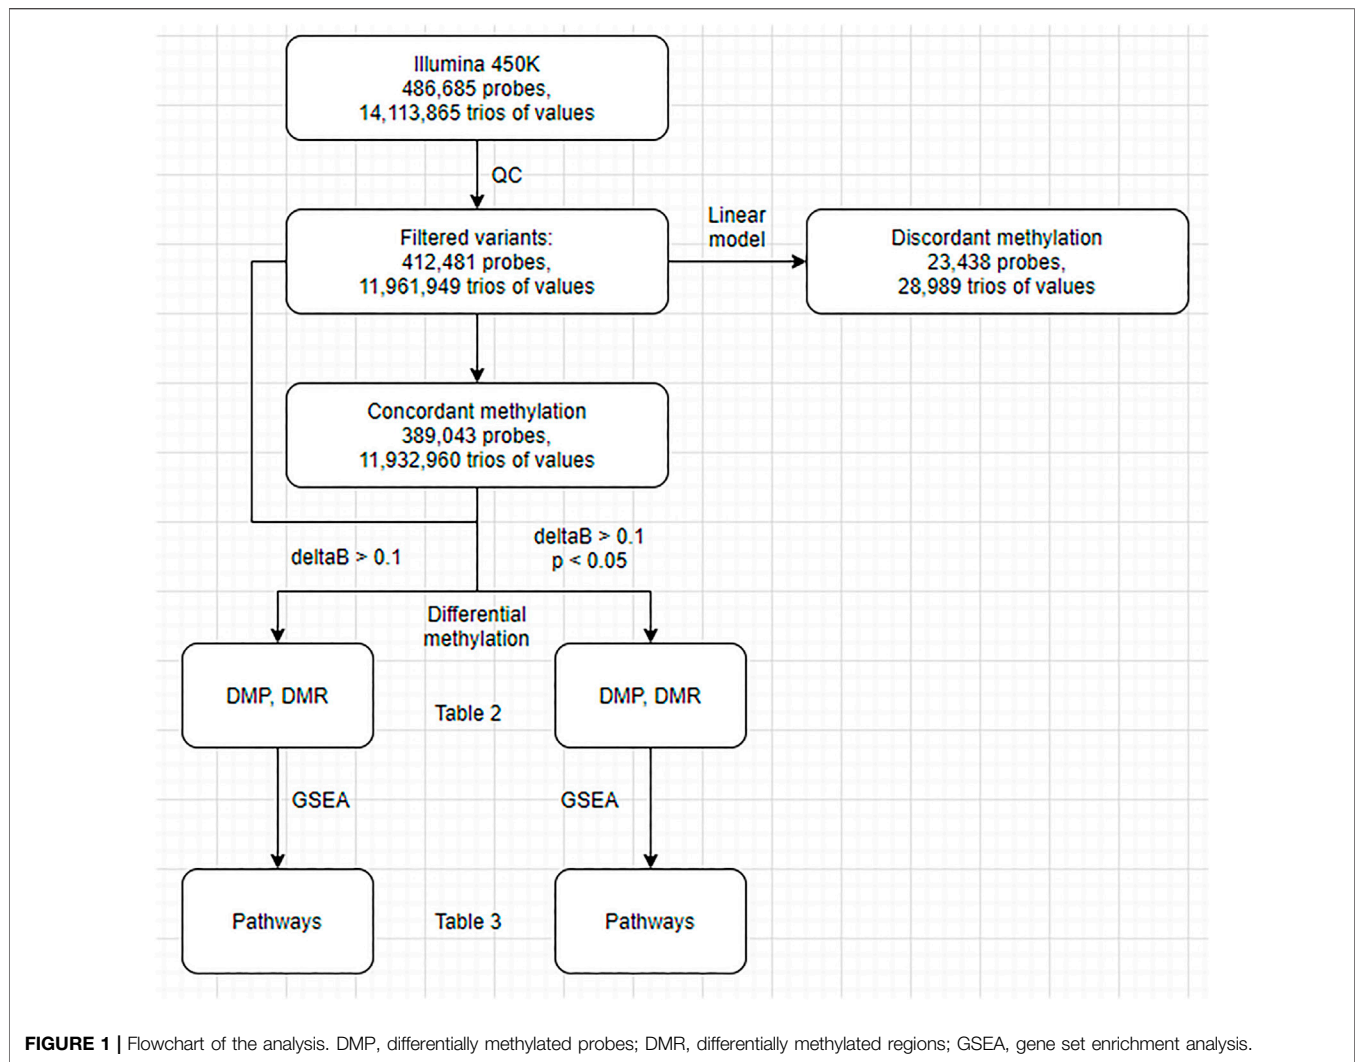 Illumina 450K
486,685 probes,
14,113,865 trios of values
QC
Filtered variants:
412,481 probes,
11,961,949 trios of values
Linear
model
Discordant methylation
23,438 probes,
28,989 trios of values
Concordant methylation
389,043 probes,
11,932,960 trios of values
deltaB > 0.1
deltaB > 0.1
p < 0.05
Differential
methylation
DMP, DMR
Table 2
DMP, DMR
GSEA
GSEA
Pathways
Table 3
Pathways
FIGURE 1 | Flowchart of the analysis. DMP, differentially methylated probes; DMR, differentially methylated regions; GSEA, gene set enrichment analysis.